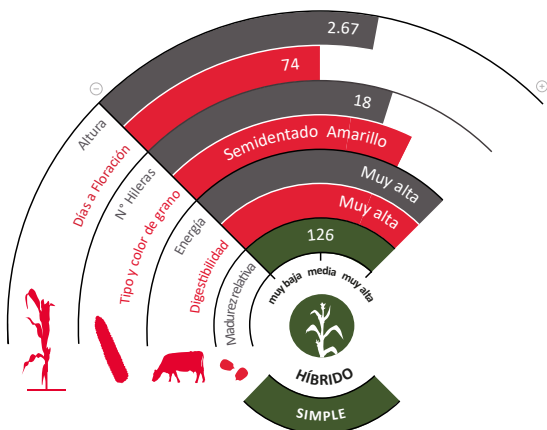 2.67
74
18
Semidentado Amarillo
Muy alta
Muy alta
126
Altura
Días a Floración
N° Hileras
Tipo y color de grano
Energía
Digestibilidad
Madurez relativa
muy baja media muy alta
HÍBRIDO
SIMPLE